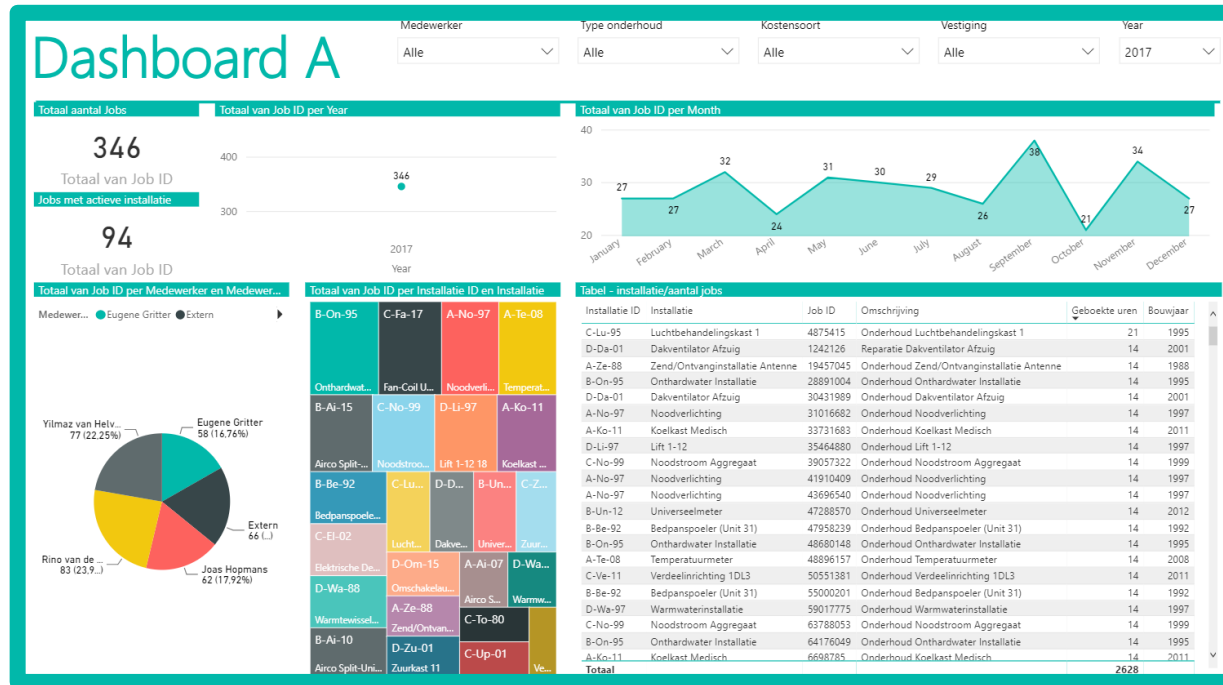 Dashboard A
Medewerker
Alle
Type onderhoud
Alle
Kostensoort
Alle
Vestiging
Alle
Year
2017
Totaal aantal Jobs
346
Totaal van Job ID
Jobs met actieve installatie
94
Totaal van Job ID
Totaal van Job ID per Year
400
300
346
2017
Year
Totaal van Job ID per Month
40
30
20
27
27
32
24
31
30
29
26
38
21
34
27
January
February
March
April
May
June
July
August
September
October
November
December
Totaal van Job ID per Medewerker en Medewer...
Medewer... Eugene Gritter Extern
Eugene Gritter
58 (16,76%)
Extern
66 (...)
Joas Hopmans
62 (17,92%)
Rino van de ...
83 (23,9...)
Yilmaz van Helv...
77 (22,25%)
Totaal van Job ID per Installatie ID en Installatie
B-On-95
Onthardwat...
C-Fa-17
Fan-Coil U...
A-No-97
Noodverli...
A-Te-08
Temperat...
B-Ai-15
Airco Split-...
C-No-99
Noodstroo...
D-Li-97
Lift 1-12 18
A-Ko-11
Koelkast ...
B-Be-92
Bedpanspoele...
C-Lu...
Lucht...
D-D...
Dakve...
B-Un...
Univer...
C-Z...
Zuur...
C-El-02
Elektrische De...
D-Wa-88
Warmtewissel...
B-Ai-10
Airco Split-Uni...
D-Om-15
Omschakelau...
A-Ai-07
Airco S...
D-Wa...
Warmw...
A-Ze-88
Zend/Ontvan...
C-To-80
D-Zu-01
Zuurkast 11
C-Up-01
Ve...
Tabel - installatie/aantal jobs
Installatie ID Installatie Job ID Omschrijving Geboekte uren Bouwjaar
C-Lu-95 Luchtbehandelingskast 1 4875415 Onderhoud Luchtbehandelingskast 1 21 1995
D-Da-01 Dakventilator Afzuig 1242126 Reparatie Dakventilator Afzuig 14 2001
A-Ze-88 Zend/Ontvanginstallatie Antenne 19457045 Onderhoud Zend/Ontvanginstallatie Antenne 14 1988
B-On-95 Onthardwater Installatie 28891004 Onderhoud Onthardwater Installatie 14 1995
D-Da-01 Dakventilator Afzuig 30431989 Onderhoud Dakventilator Afzuig 14 2001
A-No-97 Noodverlichting 31016682 Onderhoud Noodverlichting 14 1997
A-Ko-11 Koelkast Medisch 33731683 Onderhoud Koelkast Medisch 14 2011
D-Li-97 Lift 1-12 35464880 Onderhoud Lift 1-12 14 1997
C-No-99 Noodstroom Aggregaat 39057322 Onderhoud Noodstroom Aggregaat 14 1999
A-No-97 Noodverlichting 41910409 Onderhoud Noodverlichting 14 1997
A-No-97 Noodverlichting 43696540 Onderhoud Noodverlichting 14 1997
B-Un-12 Universeelmeter 47288570 Onderhoud Universeelmeter 14 2012
B-Be-92 Bedpanspoeler (Unit 31) 47958239 Onderhoud Bedpanspoeler (Unit 31) 14 1992
B-On-95 Onthardwater Installatie 48680148 Onderhoud Onthardwater Installatie 14 1995
A-Te-08 Temperatuurmeter 48896157 Onderhoud Temperatuurmeter 14 2008
C-Ve-11 Verdeelinrichting 1DL3 50551381 Onderhoud Verdeelinrichting 1DL3 14 2011
B-Be-92 Bedpanspoeler (Unit 31) 55000201 Onderhoud Bedpanspoeler (Unit 31) 14 1992
D-Wa-97 Warmwaterinstallatie 59017775 Onderhoud Warmwaterinstallatie 14 1997
C-No-99 Noodstroom Aggregaat 63788053 Onderhoud Noodstroom Aggregaat 14 1999
B-On-95 Onthardwater Installatie 64176049 Onderhoud Onthardwater Installatie 14 1995
A-Ko-11 Koelkast Medisch 6698785 Onderhoud Koelkast Medisch 14 2011
Totaal 2628